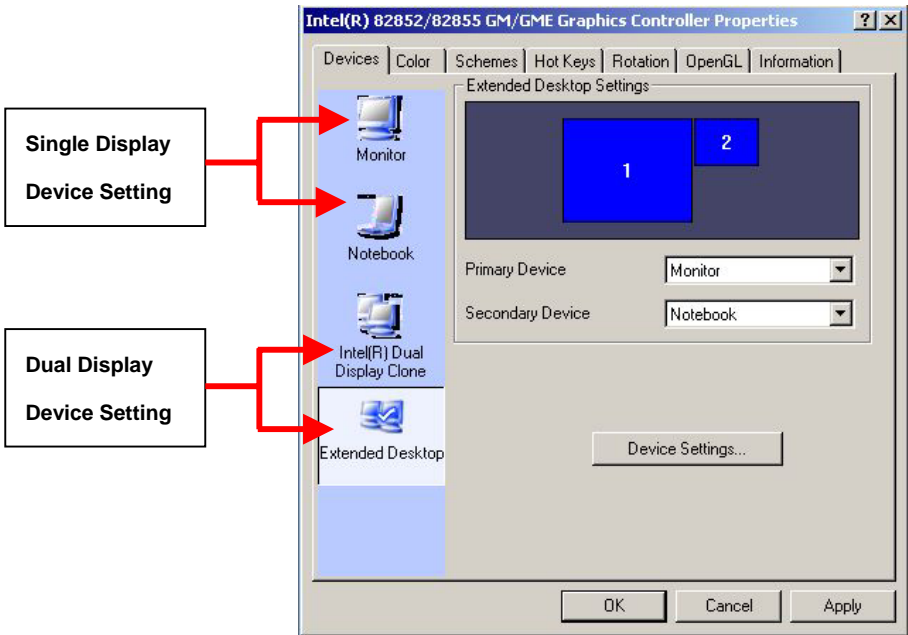 Intel(R) 82852/82855 GM/GME Graphics Controller Properties
Devices Color Schemes Hot Keys Rotation OpenGL Information
Single Display
Device Setting
Dual Display
Device Setting
Monitor
Notebook
Intel(R) Dual
Display Clone
Extended Desktop
Extended Desktop Settings
1
2
Primary Device Monitor
Secondary Device Notebook
Device Settings...
OK Cancel Apply